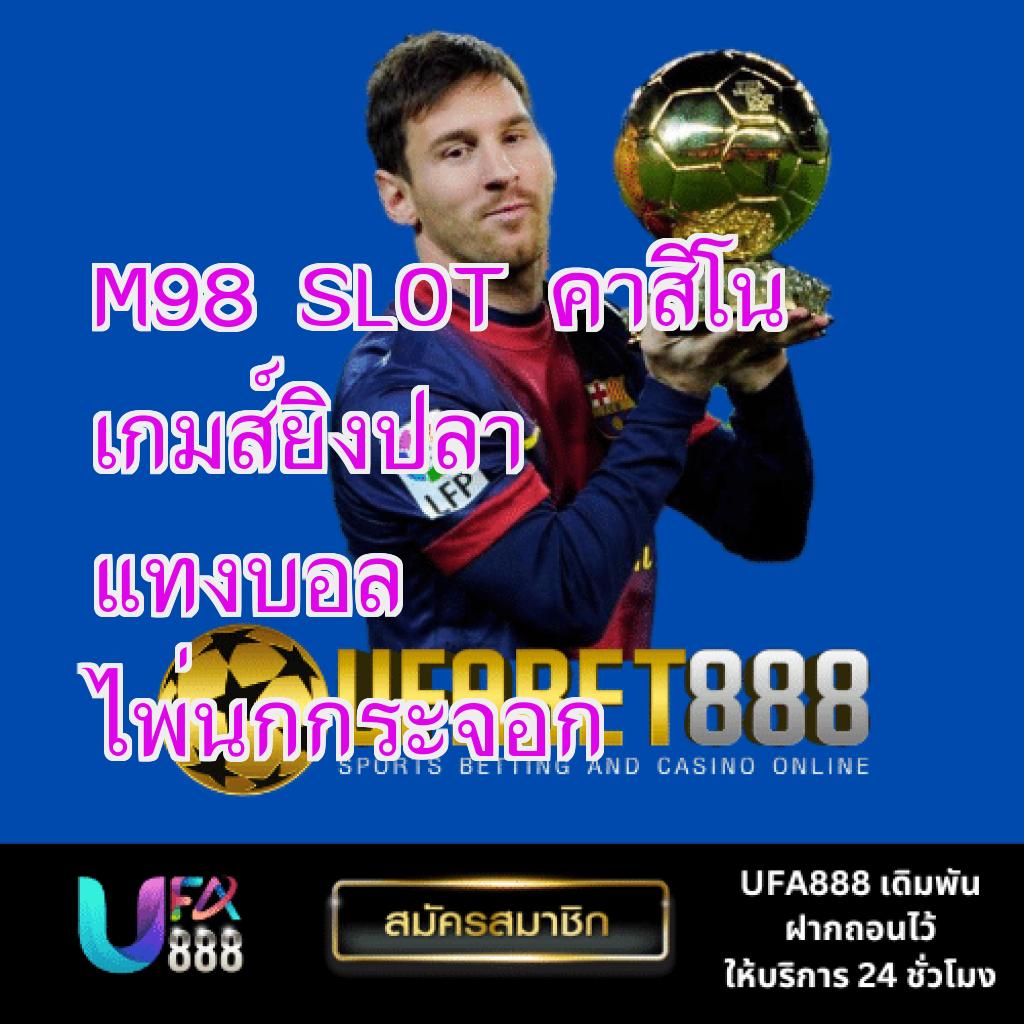 M98 SLOT คาสิโน
เกมส์ยิงปลา
LFP
แทงบอล
UFABET888
ไพ่นกกระจอก
SPORTS BETTING AND CASINO ONLINE
UFA
888
สมัครสมาชิก
UFA888 เดิมพัน
ฝากถอนไว้
ให้บริการ 24 ชั่วโมง